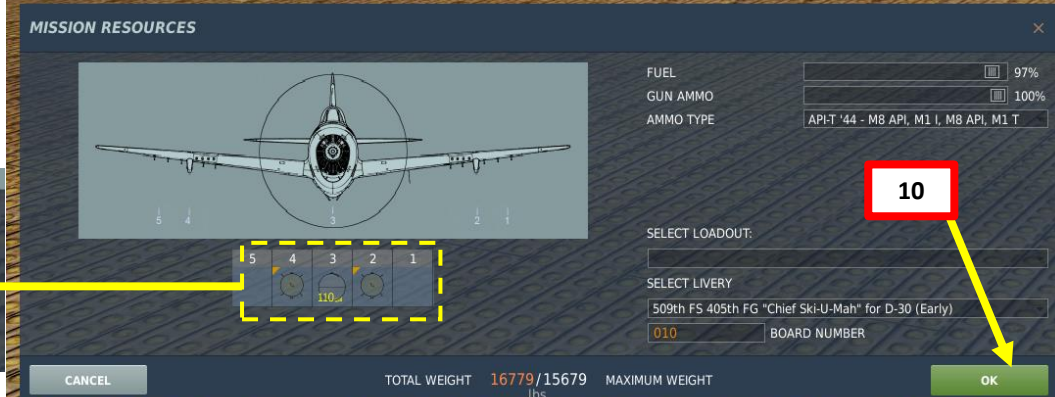 MISSION RESOURCES
×
FUEL 97%
GUN AMMO 100%
AMMO TYPE API-T '44 - M8 API, M1 I, M8 API, M1 T
10
5 4 3 2 1
SELECT LOADOUT:
5 4 3 2 1
110
SELECT LIVERY
509th FS 405th FG "Chief Ski-U-Mah" for D-30 (Early)
010 BOARD NUMBER
CANCEL TOTAL WEIGHT 16779/15679 MAXIMUM WEIGHT OK
lbs